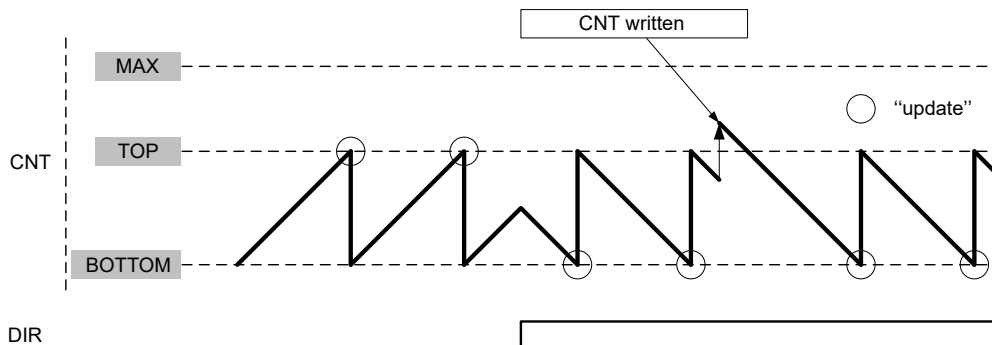 CNT written
MAX
“update”
TOP
CNT
BOTTOM
DIR